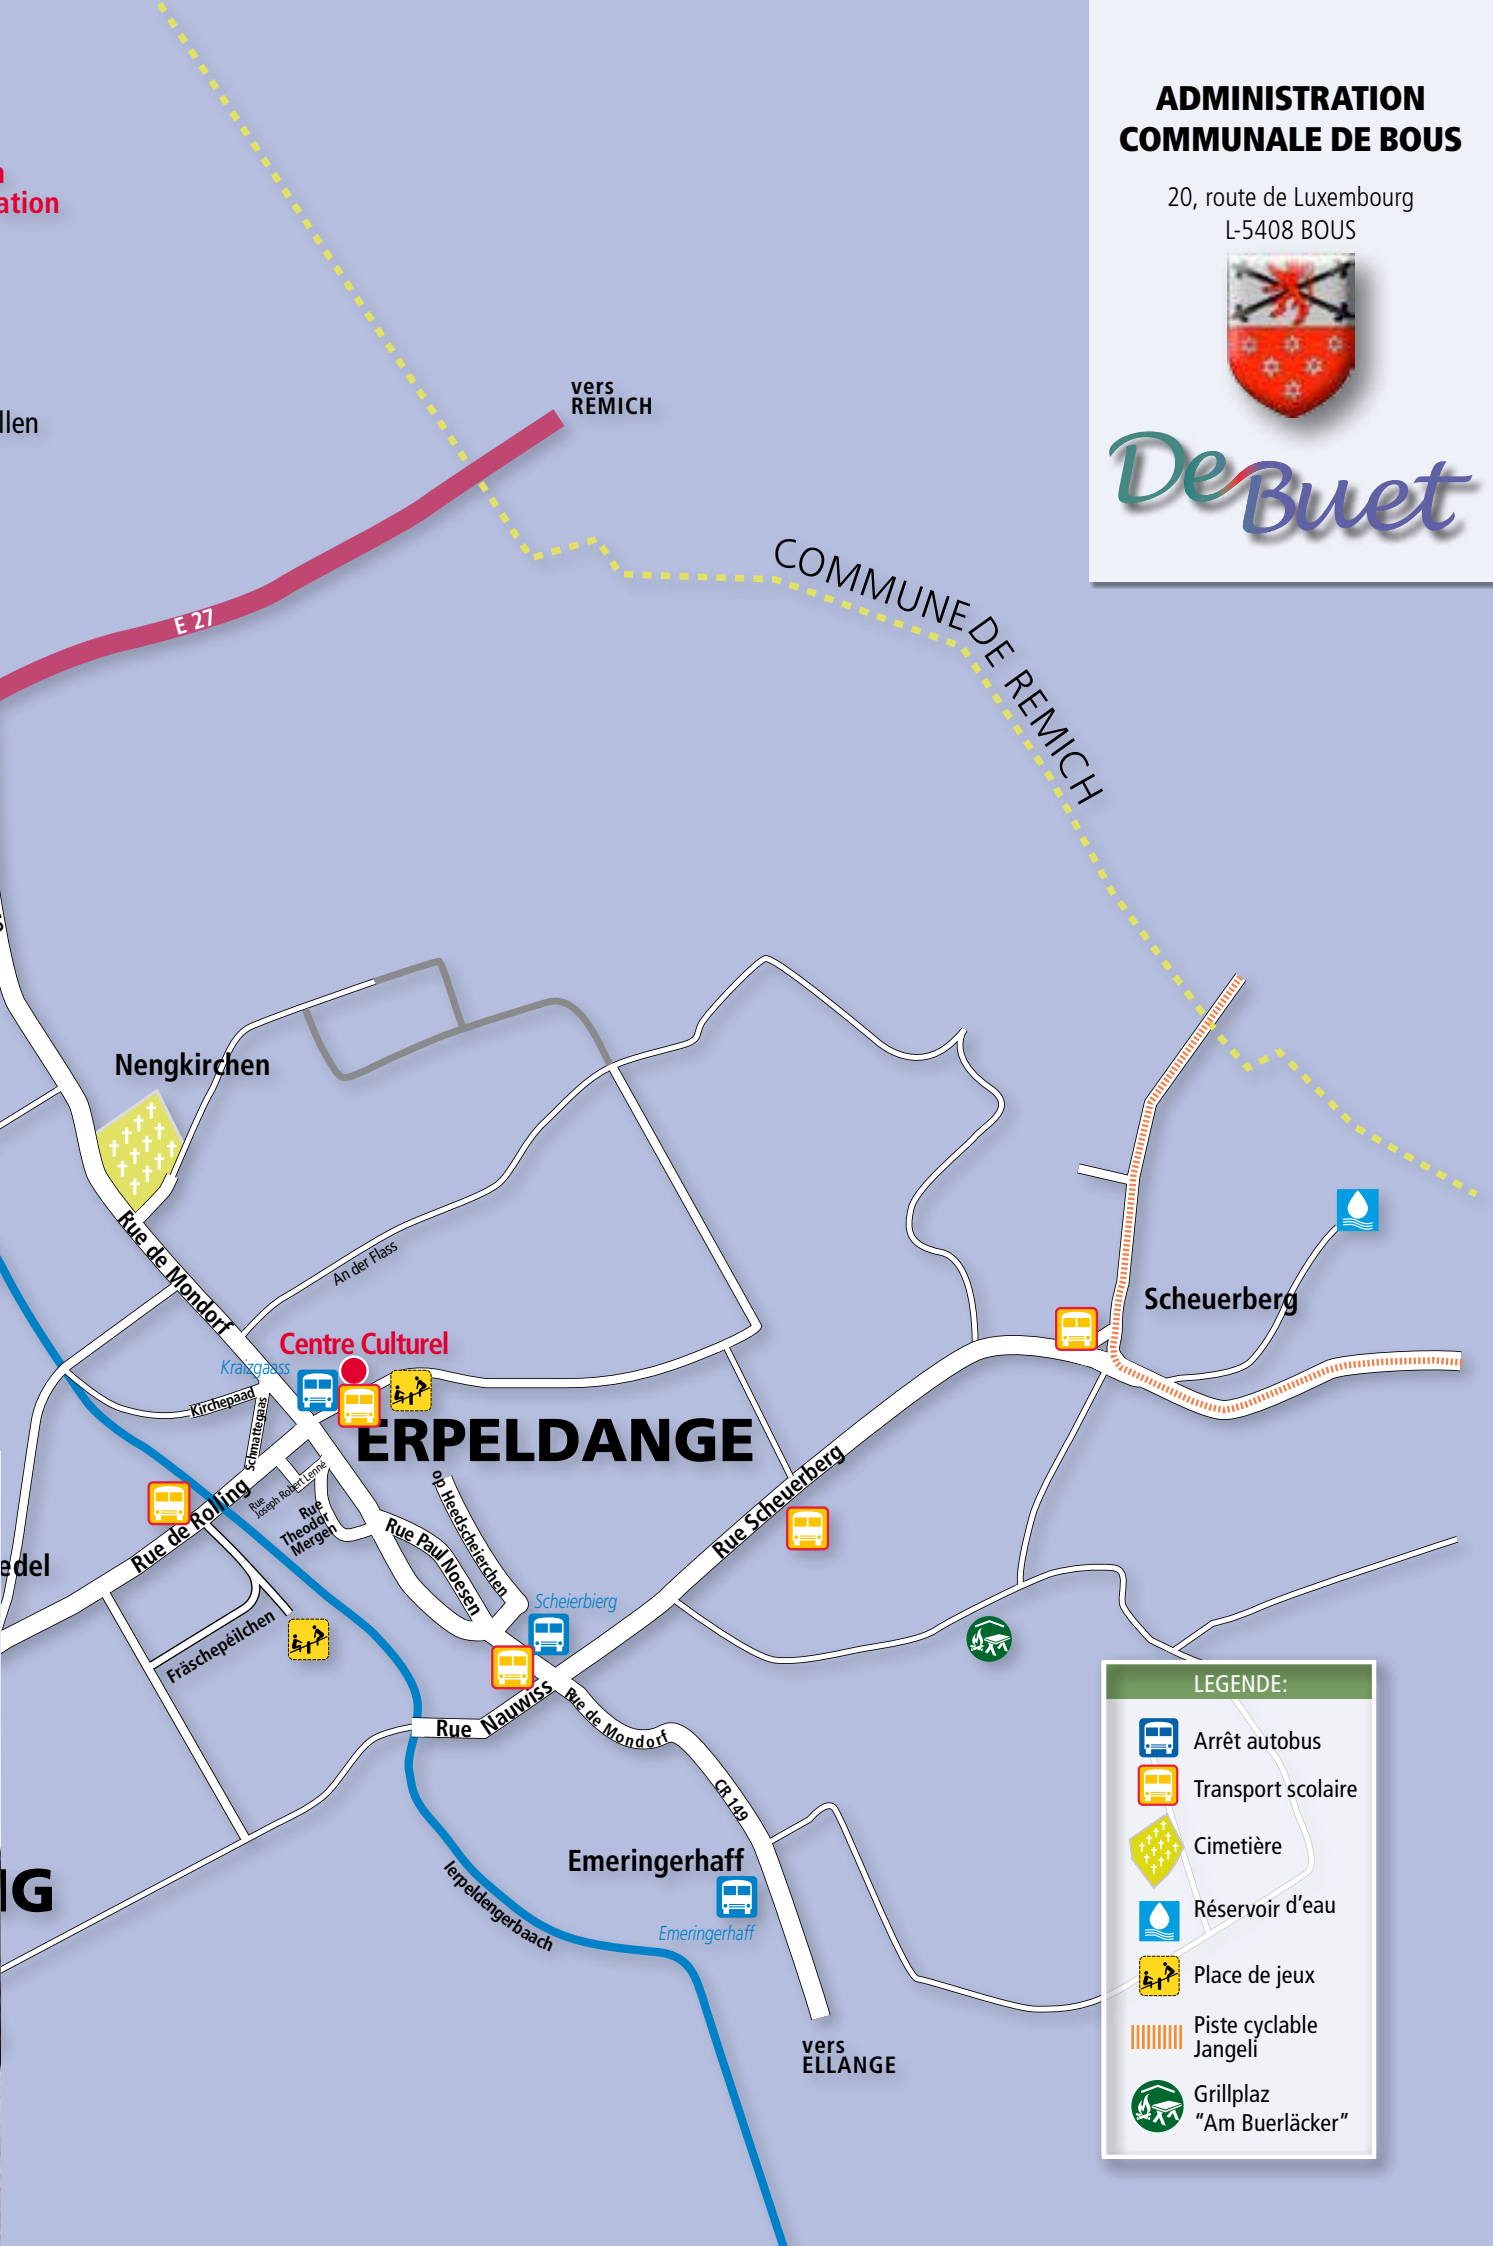 ADMINISTRATION
COMMUNALE DE BOUS
20, route de Luxembourg
L-5408 BOUS
De Buet
ation
llen
vers
REMICH
E 27
COMMUNE DE REMICH
Nengkirchen
Rue de Mondorf
An der Flass
Centre Culturel
Kraizgaass
Kirchepaad
Schmattegaas
ERPELDANGE
Scheuerberg
Rue de Rolling
Rue
Joseph Robert Lenné
Rue
Theodor
Mergen
Rue Paul Noesen
op Heedscheierchen
Rue Scheuerberg
edel
Scheierbierg
Fräschepéilchen
Rue Nauwiss
Rue de Mondorf
CR 149
Emeringerhaff
Emeringerhaff
Ierpeldengerbaach
IG
vers
ELLANGE
LEGENDE:
Arrêt autobus
Transport scolaire
Cimetière
Réservoir d'eau
Place de jeux
Piste cyclable
Jangeli
Grillplaz
“Am Buerläcker”